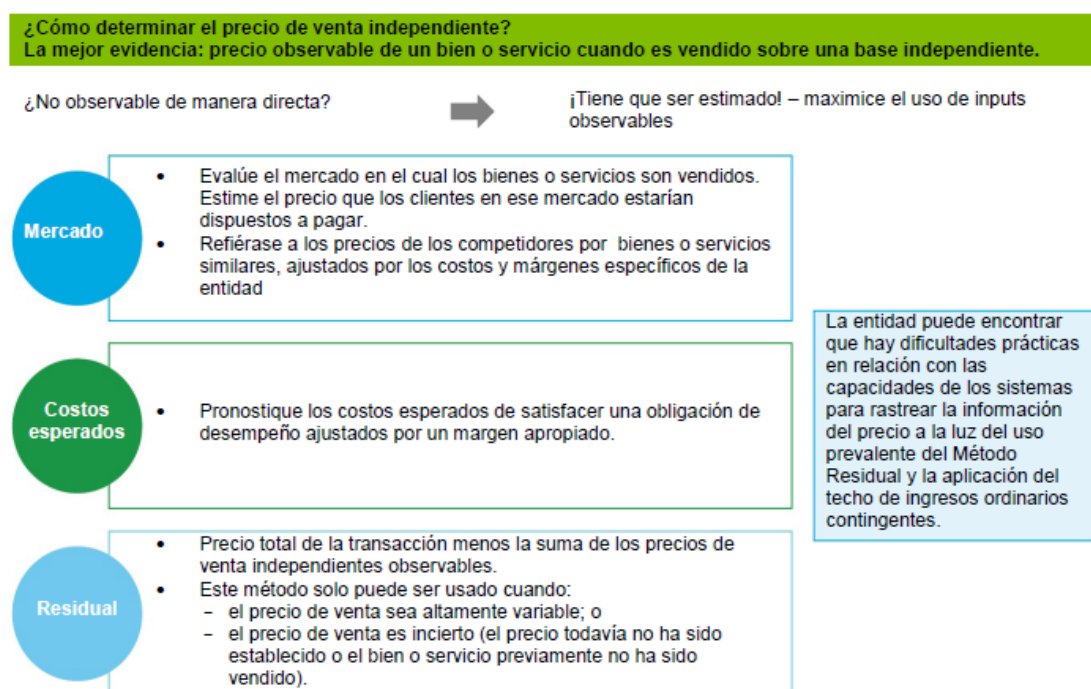 ¿Cómo determinar el precio de venta independiente?
La mejor evidencia: precio observable de un bien o servicio cuando es vendido sobre una base independiente.
¿No observable de manera directa?
¡Tiene que ser estimado! – maximice el uso de inputs
observables
Mercado
• Evalúe el mercado en el cual los bienes o servicios son vendidos.
Estime el precio que los clientes en ese mercado estarían
dispuestos a pagar.
• Refiérase a los precios de los competidores por bienes o servicios
similares, ajustados por los costos y márgenes específicos de la
entidad
Costos
esperados
• Pronostique los costos esperados de satisfacer una obligación de
desempeño ajustados por un margen apropiado.
Residual
• Precio total de la transacción menos la suma de los precios de
venta independientes observables.
• Este método solo puede ser usado cuando:
– el precio de venta sea altamente variable; o
– el precio de venta es incierto (el precio todavía no ha sido
establecido o el bien o servicio previamente no ha sido
vendido).
La entidad puede encontrar
que hay dificultades prácticas
en relación con las
capacidades de los sistemas
para rastrear la información
del precio a la luz del uso
prevalente del Método
Residual y la aplicación del
techo de ingresos ordinarios
contingentes.